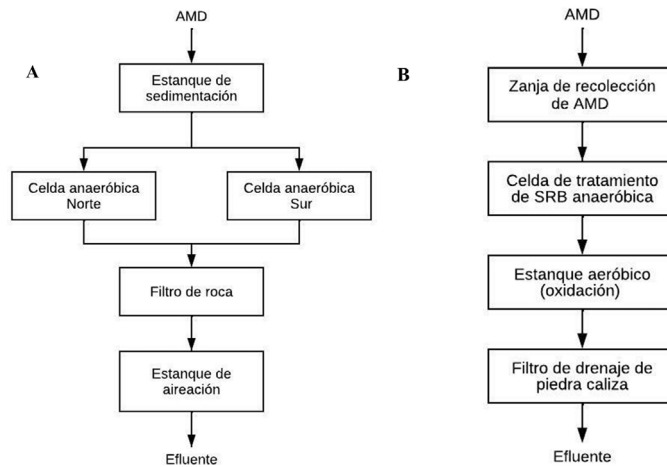 A
AMD
Estanque de
sedimentación
Celda anaeróbica
Norte
Celda anaeróbica
Sur
Filtro de roca
Estanque de
aireación
Efluente
B
AMD
Zanja de recolección
de AMD
Celda de tratamiento
de SRB anaeróbica
Estanque aeróbico
(oxidación)
Filtro de drenaje de
piedra caliza
Efluente